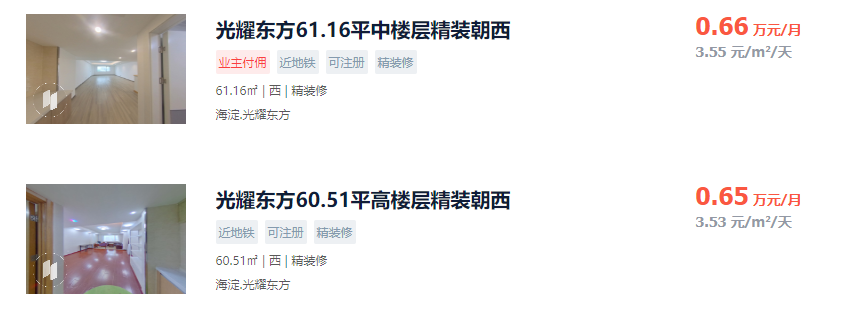 光耀东方61.16平中楼层精装朝西
0.66 万元/月
业主付佣 近地铁 可注册 精装修
3.55 元/m²/天
61.16㎡ | 西 | 精装修
海淀.光耀东方
光耀东方60.51平高楼层精装朝西
0.65 万元/月
近地铁 可注册 精装修
3.53 元/m²/天
60.51㎡ | 西 | 精装修
海淀.光耀东方